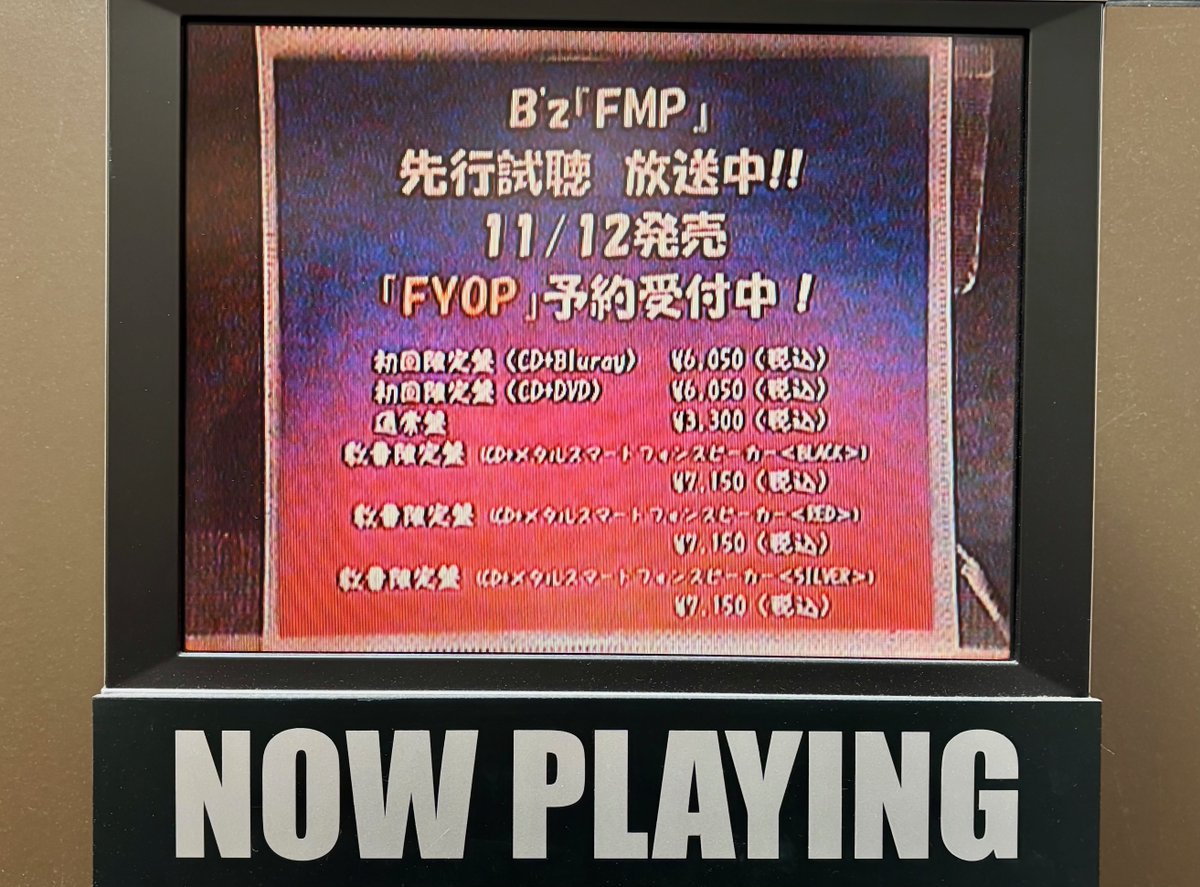 B'z『FMP』
先行試聴 放送中!!
11/12発売
『FYOP』予約受付中！
初回限定盤（CD+Bluray） ¥6,050（税込）
初回限定盤（CD+DVD） ¥6,050（税込）
通常盤 ¥3,300（税込）
数量限定盤（CD+メタルスマートフォンスピーカー<BLACK>）
¥7,150（税込）
数量限定盤（CD+メタルスマートフォンスピーカー<RED>）
¥7,150（税込）
数量限定盤（CD+メタルスマートフォンスピーカー<SILVER>）
¥7,150（税込）
NOW PLAYING